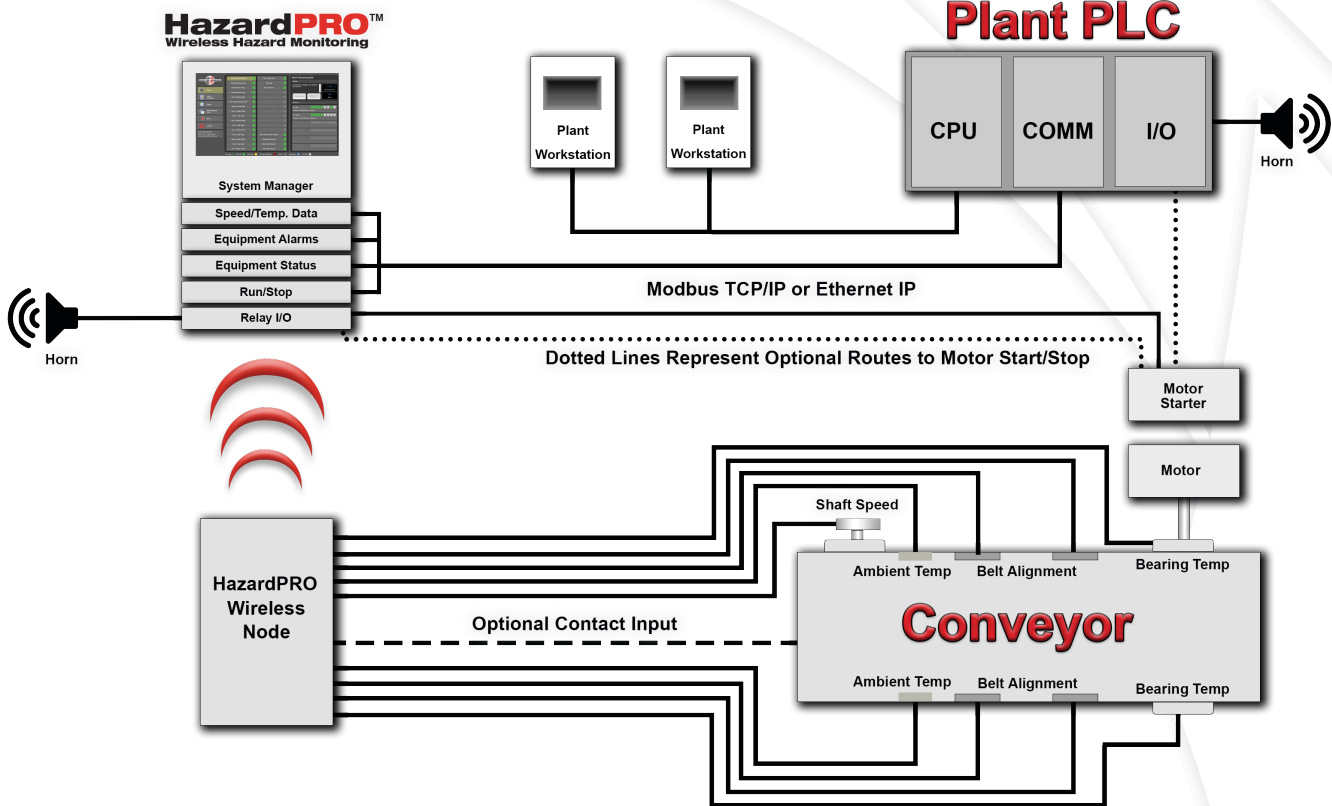 HazardPRO™
Wireless Hazard Monitoring
Plant PLC
Plant
Workstation
Plant
Workstation
CPU
COMM
I/O
Horn
System Manager
Speed/Temp. Data
Equipment Alarms
Equipment Status
Run/Stop
Relay I/O
Horn
Modbus TCP/IP or Ethernet IP
Dotted Lines Represent Optional Routes to Motor Start/Stop
Motor
Starter
Motor
Shaft Speed
Ambient Temp
Belt Alignment
Bearing Temp
HazardPRO
Wireless
Node
Optional Contact Input
Conveyor
Ambient Temp
Belt Alignment
Bearing Temp